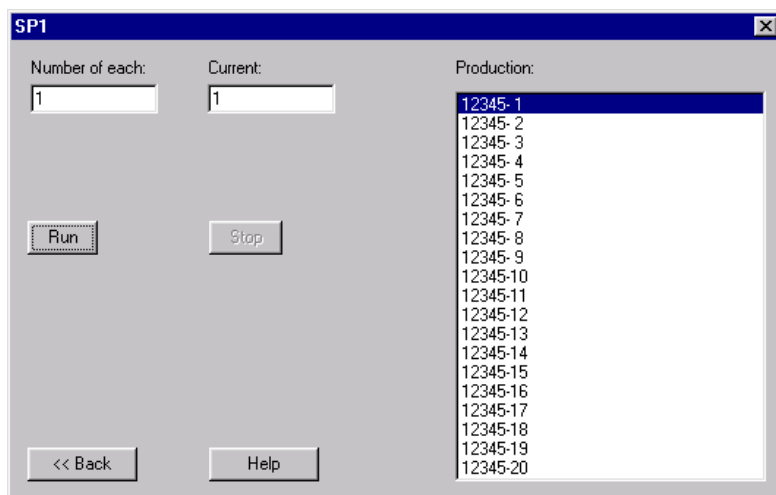 SP1
Number of each:
Current:
Production:
1
1
12345- 1
12345- 2
12345- 3
12345- 4
12345- 5
12345- 6
12345- 7
12345- 8
12345- 9
12345-10
12345-11
12345-12
12345-13
12345-14
12345-15
12345-16
12345-17
12345-18
12345-19
12345-20
Run
Stop
<< Back
Help